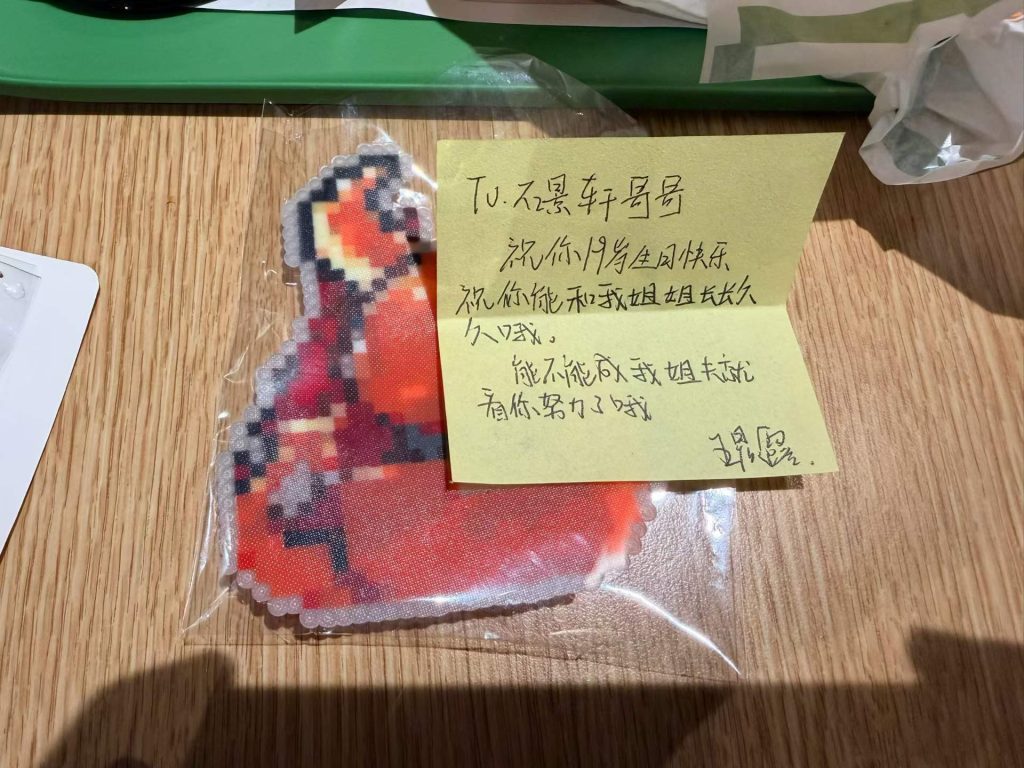 To. 石景轩哥哥
祝你19岁生日快乐
祝你能和我姐姐长长久
久哦。
能不能成我姐夫就
看你努力了哦